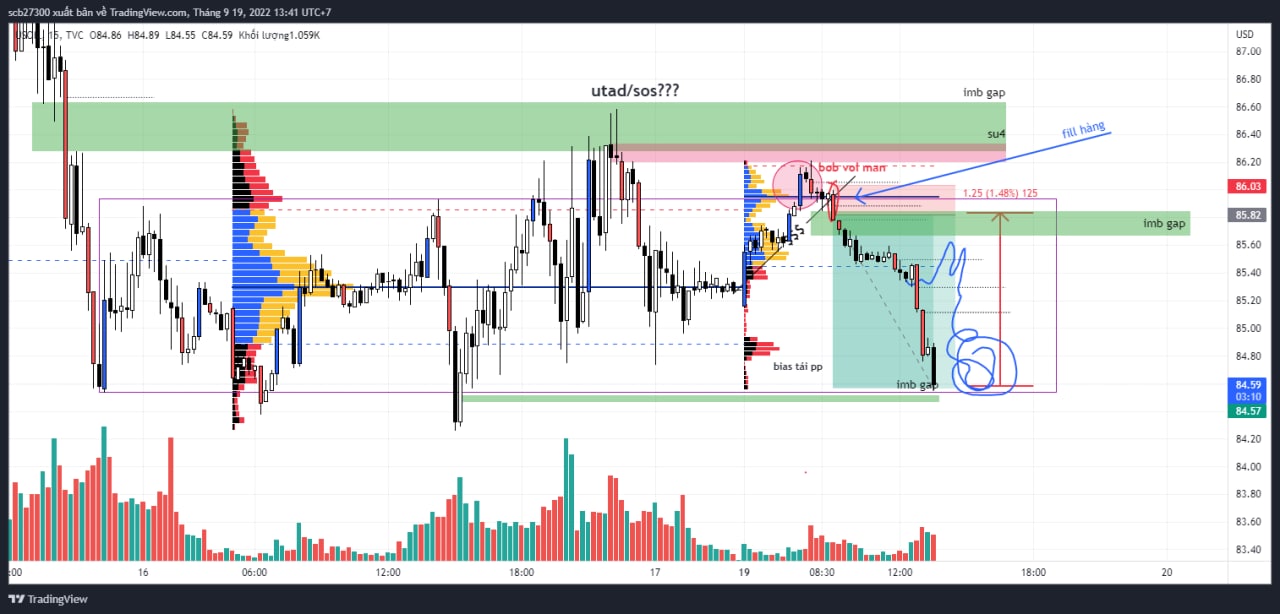 scb27300 xuất bản về TradingView.com, Tháng 9 19, 2022 13:41 UTC+7
15, TVC O84.86 H84.89 L84.55 C84.59 Khối lượng1.059K
USD
87.00
86.80
86.60
86.40
86.20
86.03
85.82
85.60
85.40
85.20
85.00
84.80
84.59
03:10
84.57
84.20
84.00
83.80
83.60
83.40
utad/sos???
imb gap
su4
fill hàng
bob vol man
1.25 (1.48%) 125
imb gap
bias tái pp
imb gap
:00
16
06:00
12:00
18:00
17
19
08:30
12:00
18:00
20
TradingView